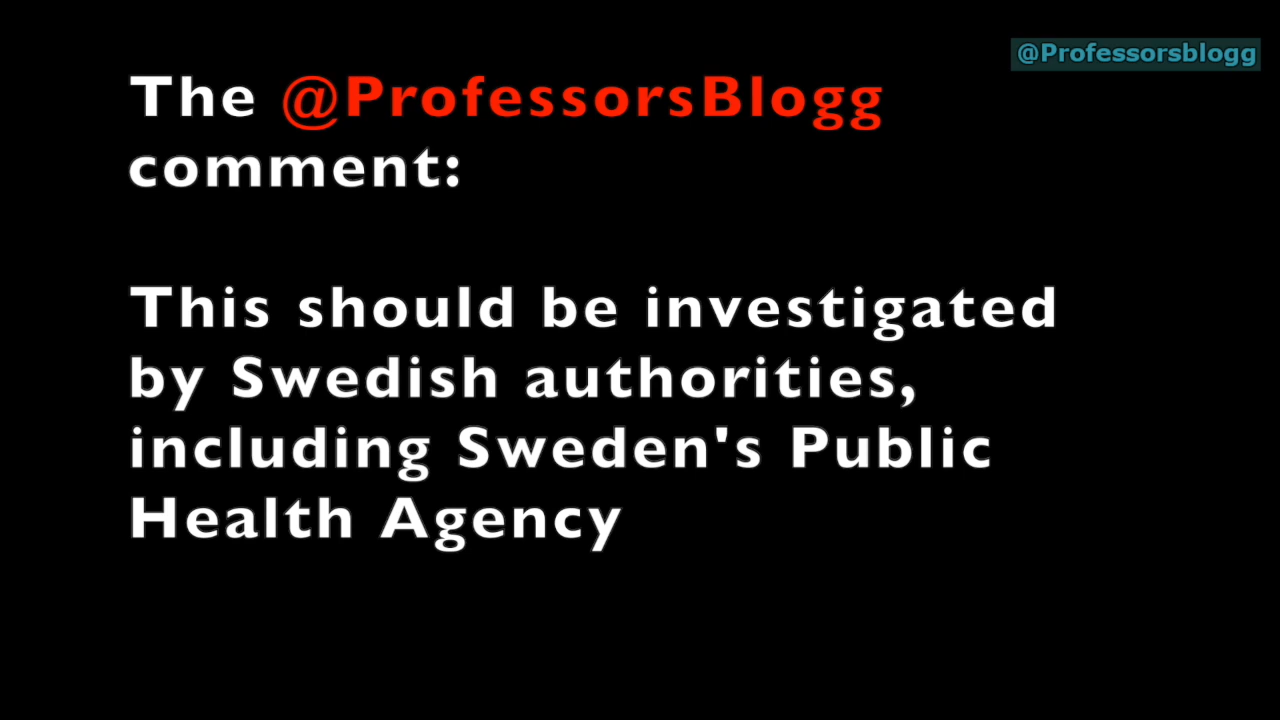 @Professorsblogg
The @ProfessorsBlogg
comment:
This should be investigated
by Swedish authorities,
including Sweden's Public
Health Agency